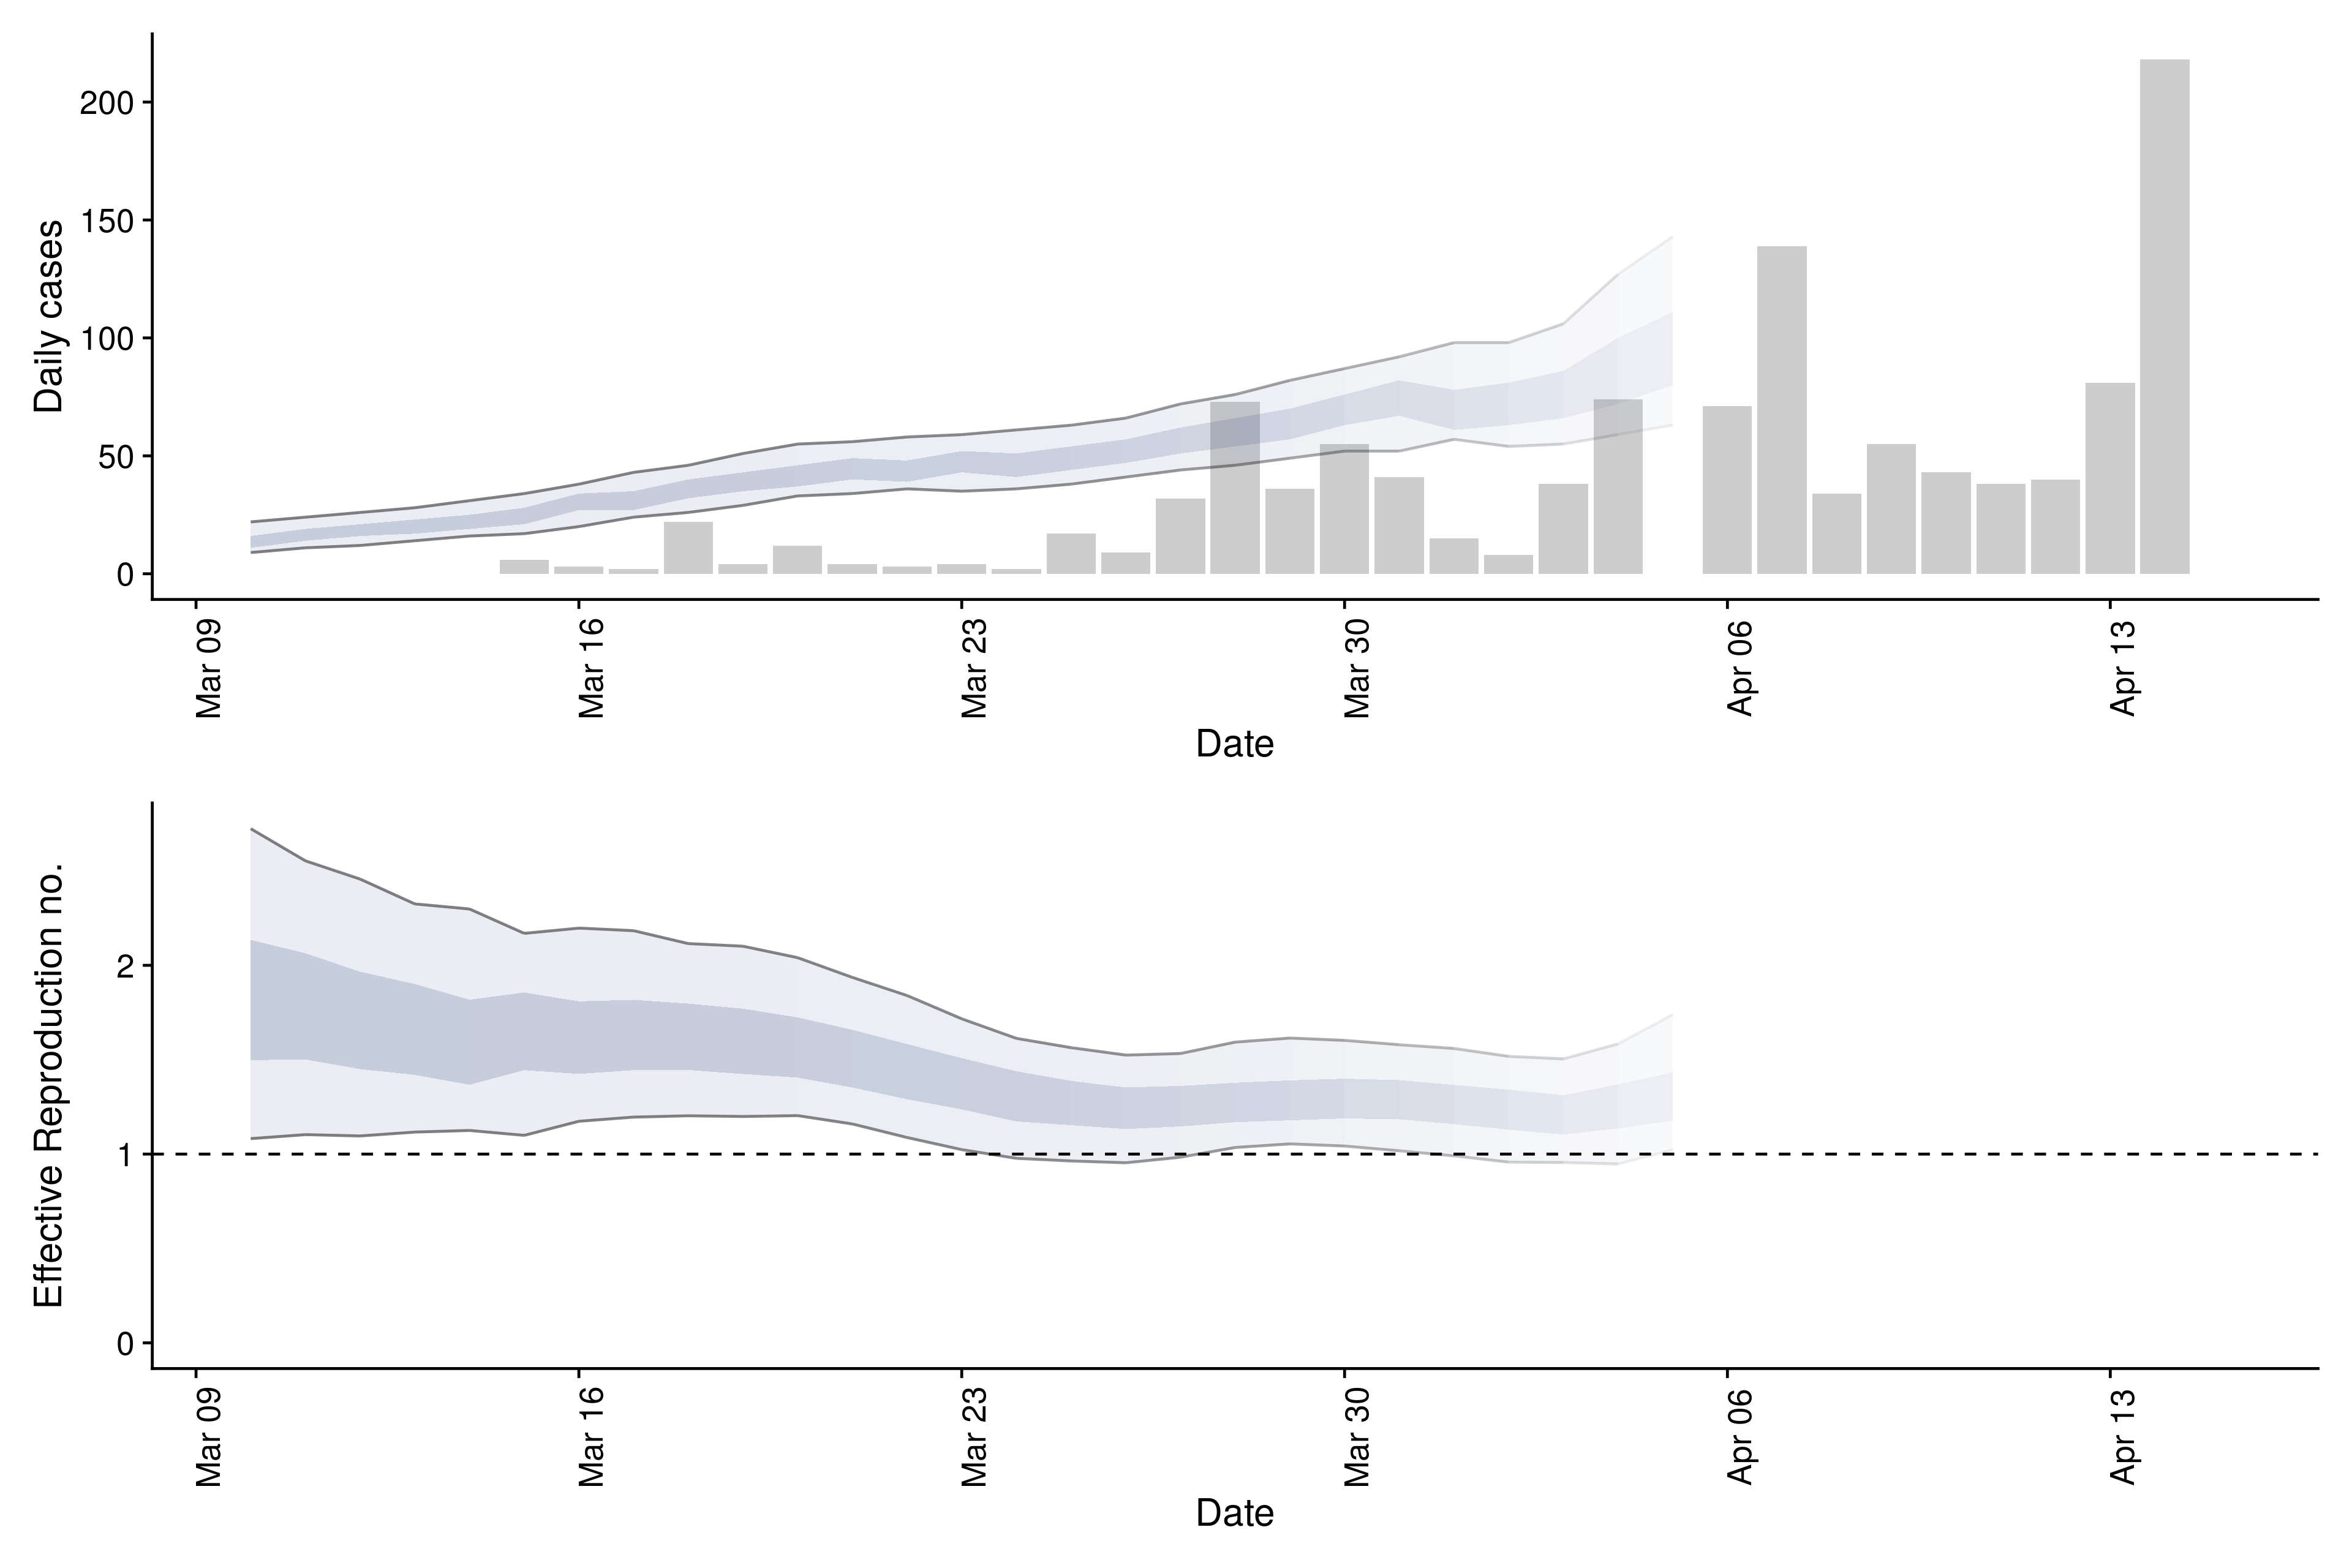 Daily cases
200
150
100
50
0
Mar 09
Mar 16
Mar 23
Mar 30
Apr 06
Apr 13
Date
Effective Reproduction no.
2
1
0
Mar 09
Mar 16
Mar 23
Mar 30
Apr 06
Apr 13
Date